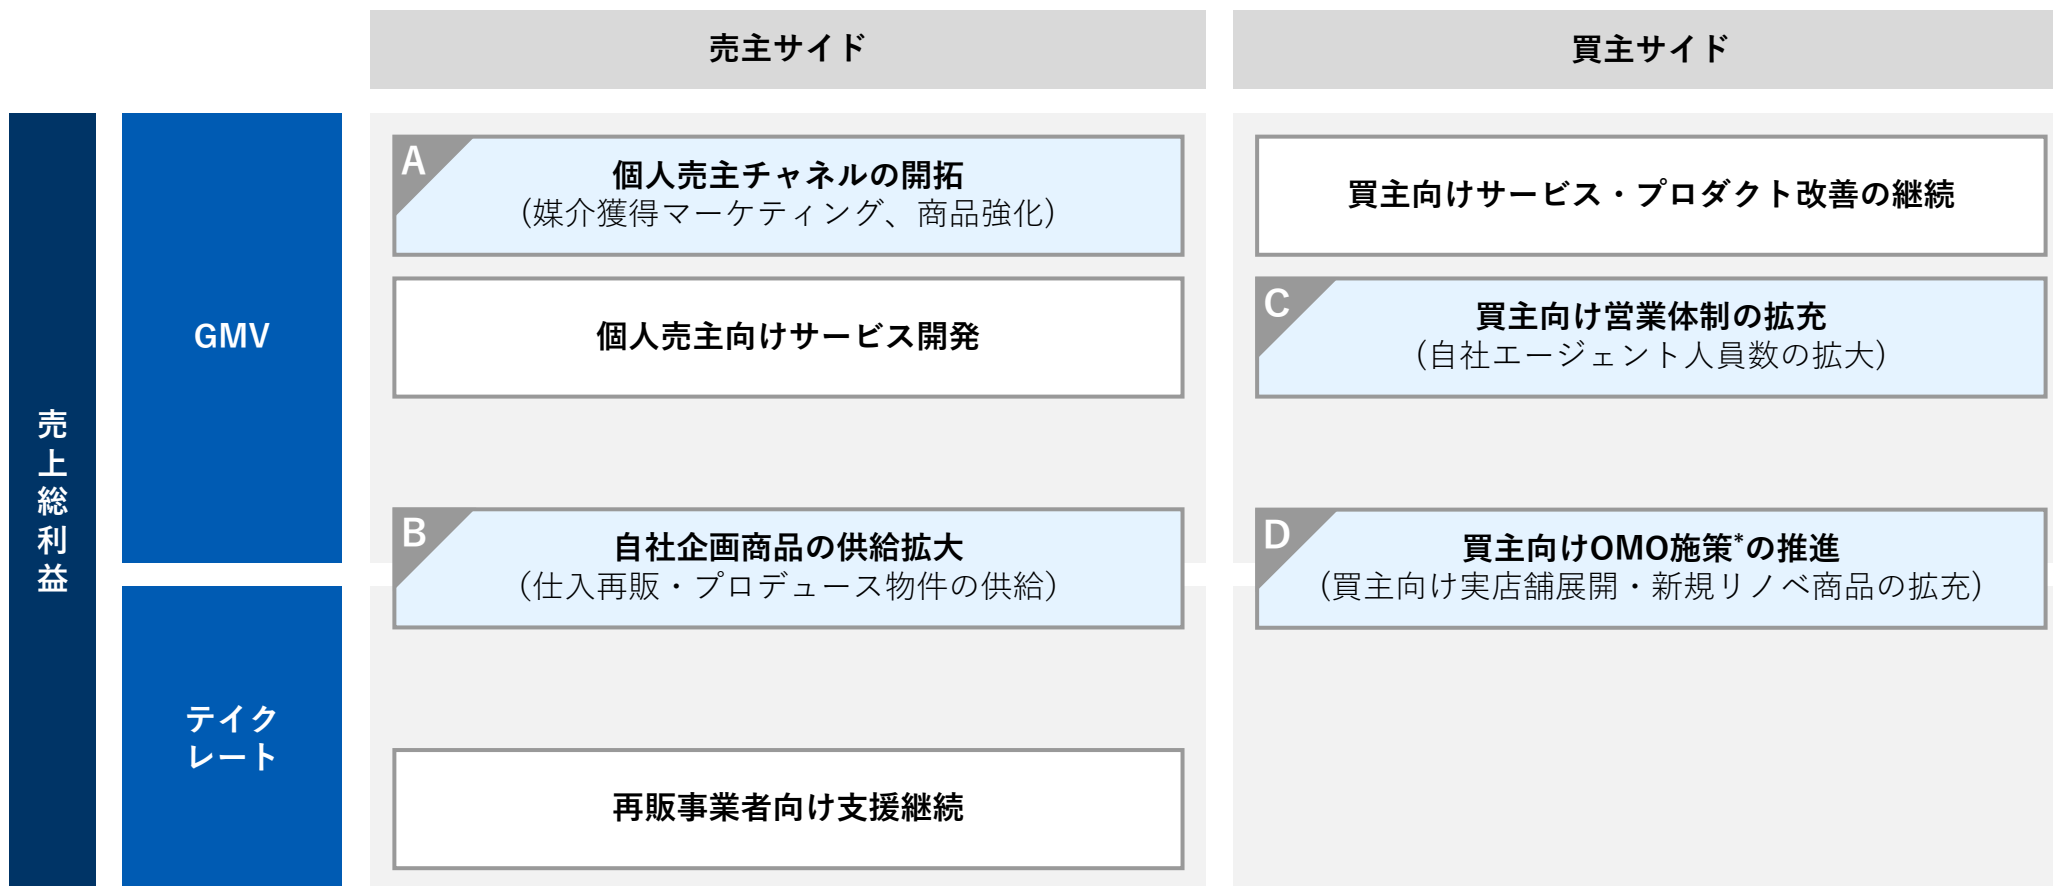 売主サイド
買主サイド
売上総利益
GMV
A
個人売主チャネルの開拓
(媒介獲得マーケティング、商品強化)
個人売主向けサービス開発
買主向けサービス・プロダクト改善の継続
C
買主向け営業体制の拡充
(自社エージェント人員数の拡大)
B
自社企画商品の供給拡大
(仕入再販・プロデュース物件の供給)
D
買主向けOMO施策*の推進
(買主向け実店舗展開・新規リノベ商品の拡充)
テイク
レート
再販事業者向け支援継続